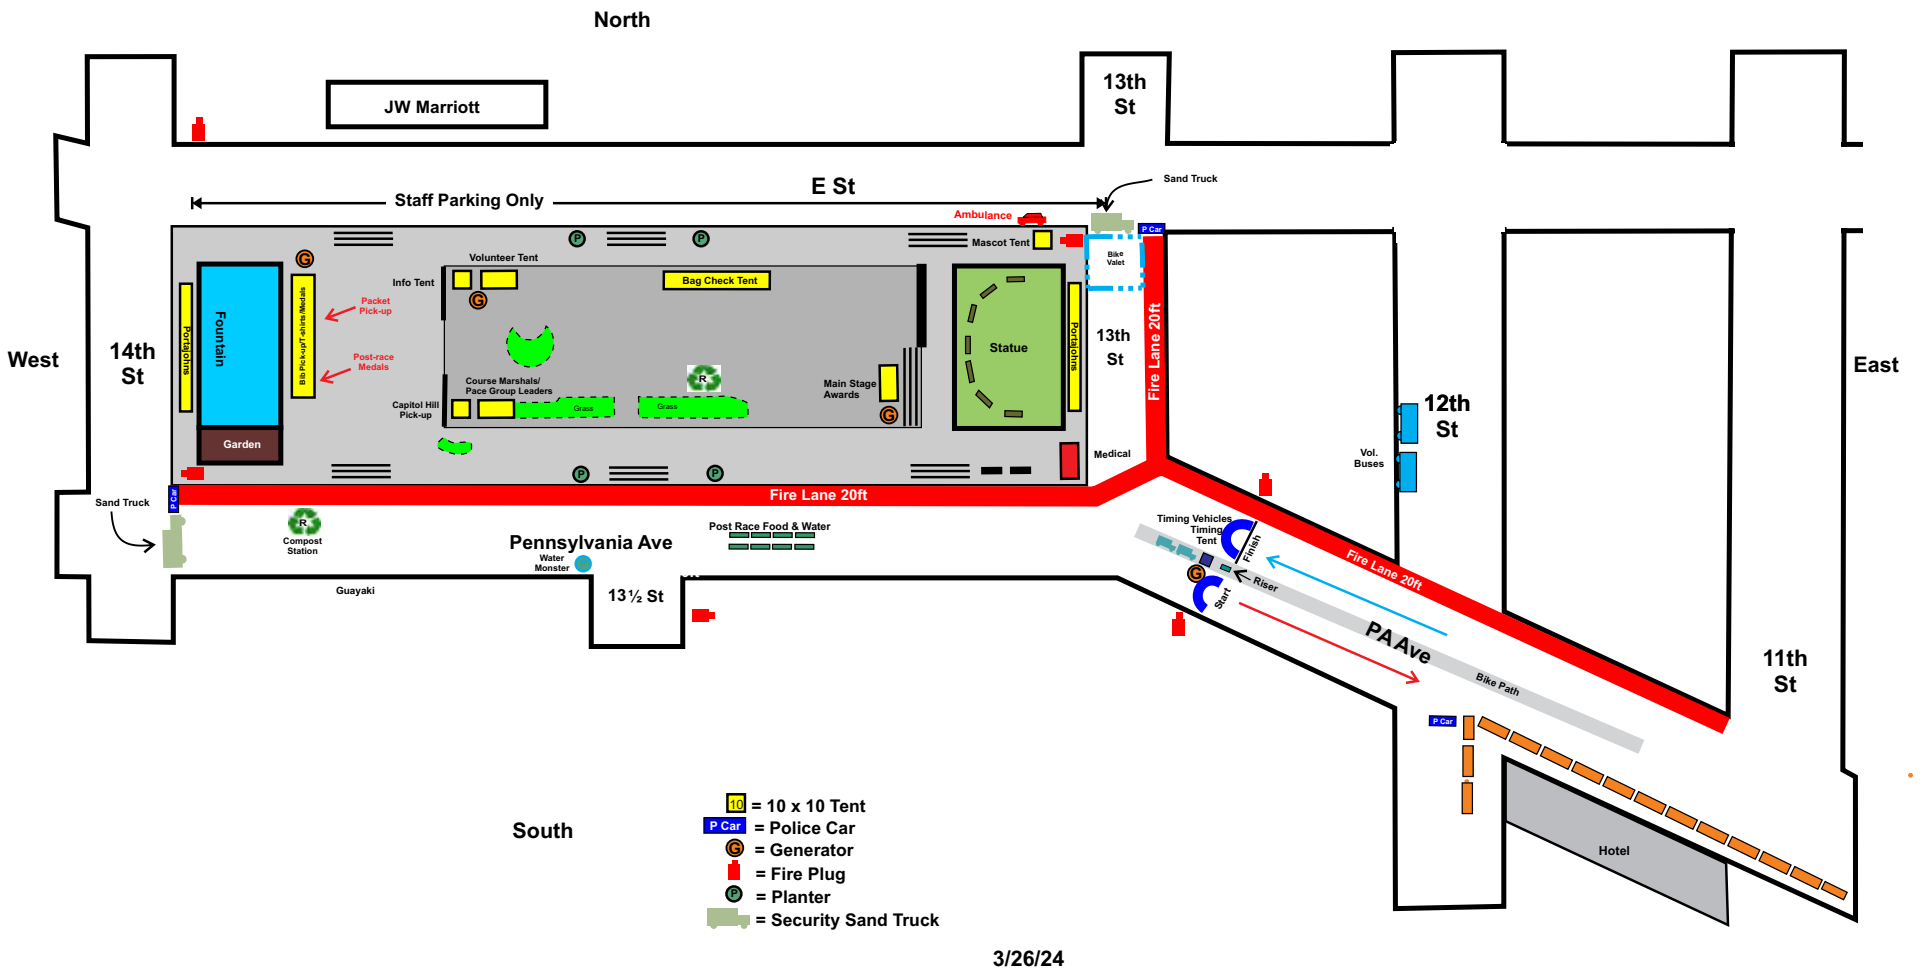 North
JW Marriott
13th
St
E St
Staff Parking Only
Sand Truck
Ambulance
P Car
Mascot Tent
Bike
Valet
G
P
P
Volunteer Tent
Info Tent
Bag Check Tent
G
Packet
Pick-up
Post-race
Medals
Portajohns
Fountain
Bib Pick-up/T-shirts/Medals
Garden
West
14th
St
Course Marshals/
Pace Group Leaders
Capitol Hill
Pick-up
Grass
Grass
R
Main Stage
Awards
G
Statue
Portajohns
13th
St
Fire Lane 20ft
Medical
East
12th
St
Vol.
Buses
P
P
P Car
Sand Truck
Fire Lane 20ft
R
Compost
Station
Pennsylvania Ave
Water
Monster
Post Race Food & Water
Guayaki
13 ½ St
Timing Vehicles
Timing
Tent
Finish
G
Riser
Start
Fire Lane 20ft
PA Ave
Bike Path
11th
St
P Car
Hotel
South
10 = 10 x 10 Tent
P Car = Police Car
G = Generator
= Fire Plug
P = Planter
= Security Sand Truck
3/26/24